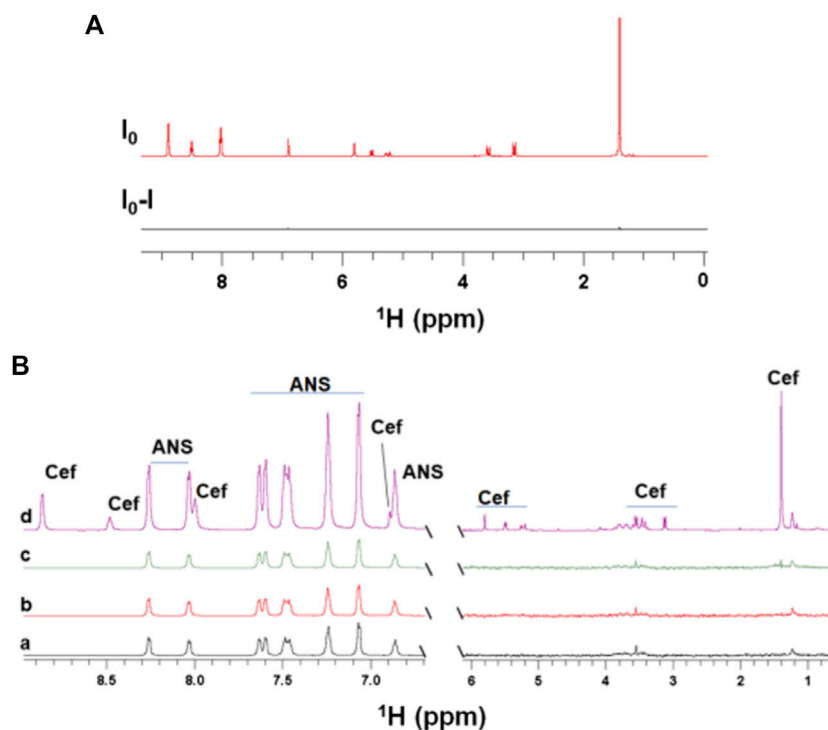 A
I₀
I₀-I
8 6 4 2 0
¹H (ppm)
B
ANS
Cef
Cef
ANS
ANS
Cef
Cef
Cef
Cef
Cef
d
c
b
a
8.5 8.0 7.5 7.0 6 5 4 3 2 1
¹H (ppm)